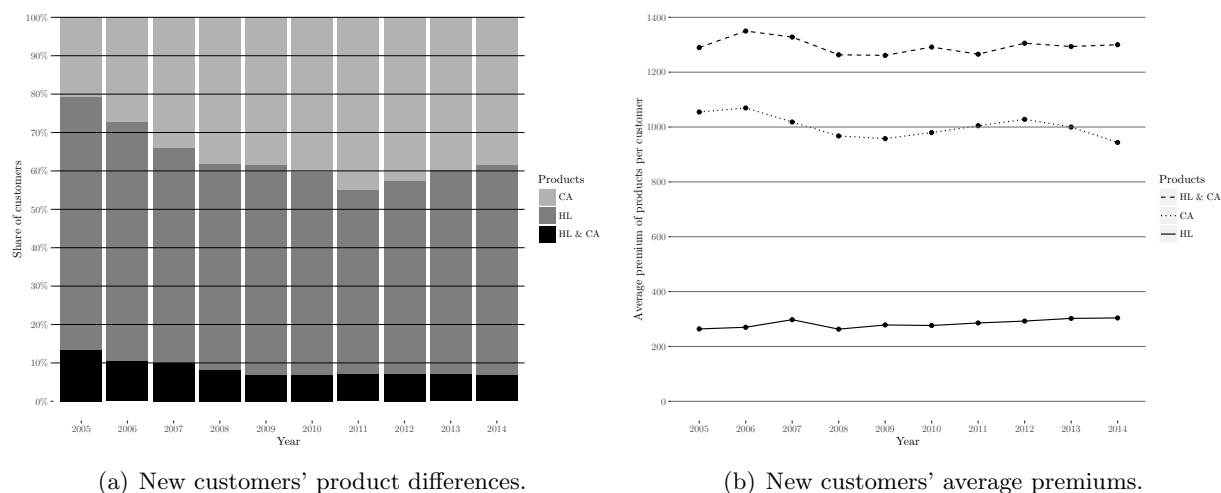 100%
90%
80%
70%
60%
50%
40%
30%
20%
10%
0%
Share of customers
2005 2006 2007 2008 2009 2010 2011 2012 2013 2014
Year
Products
CA
HL
HL & CA
(a) New customers' product differences.
1400
1200
1000
800
600
400
200
0
Average premium of products per customer
2005 2006 2007 2008 2009 2010 2011 2012 2013 2014
Year
Products
HL & CA
CA
HL
(b) New customers' average premiums.